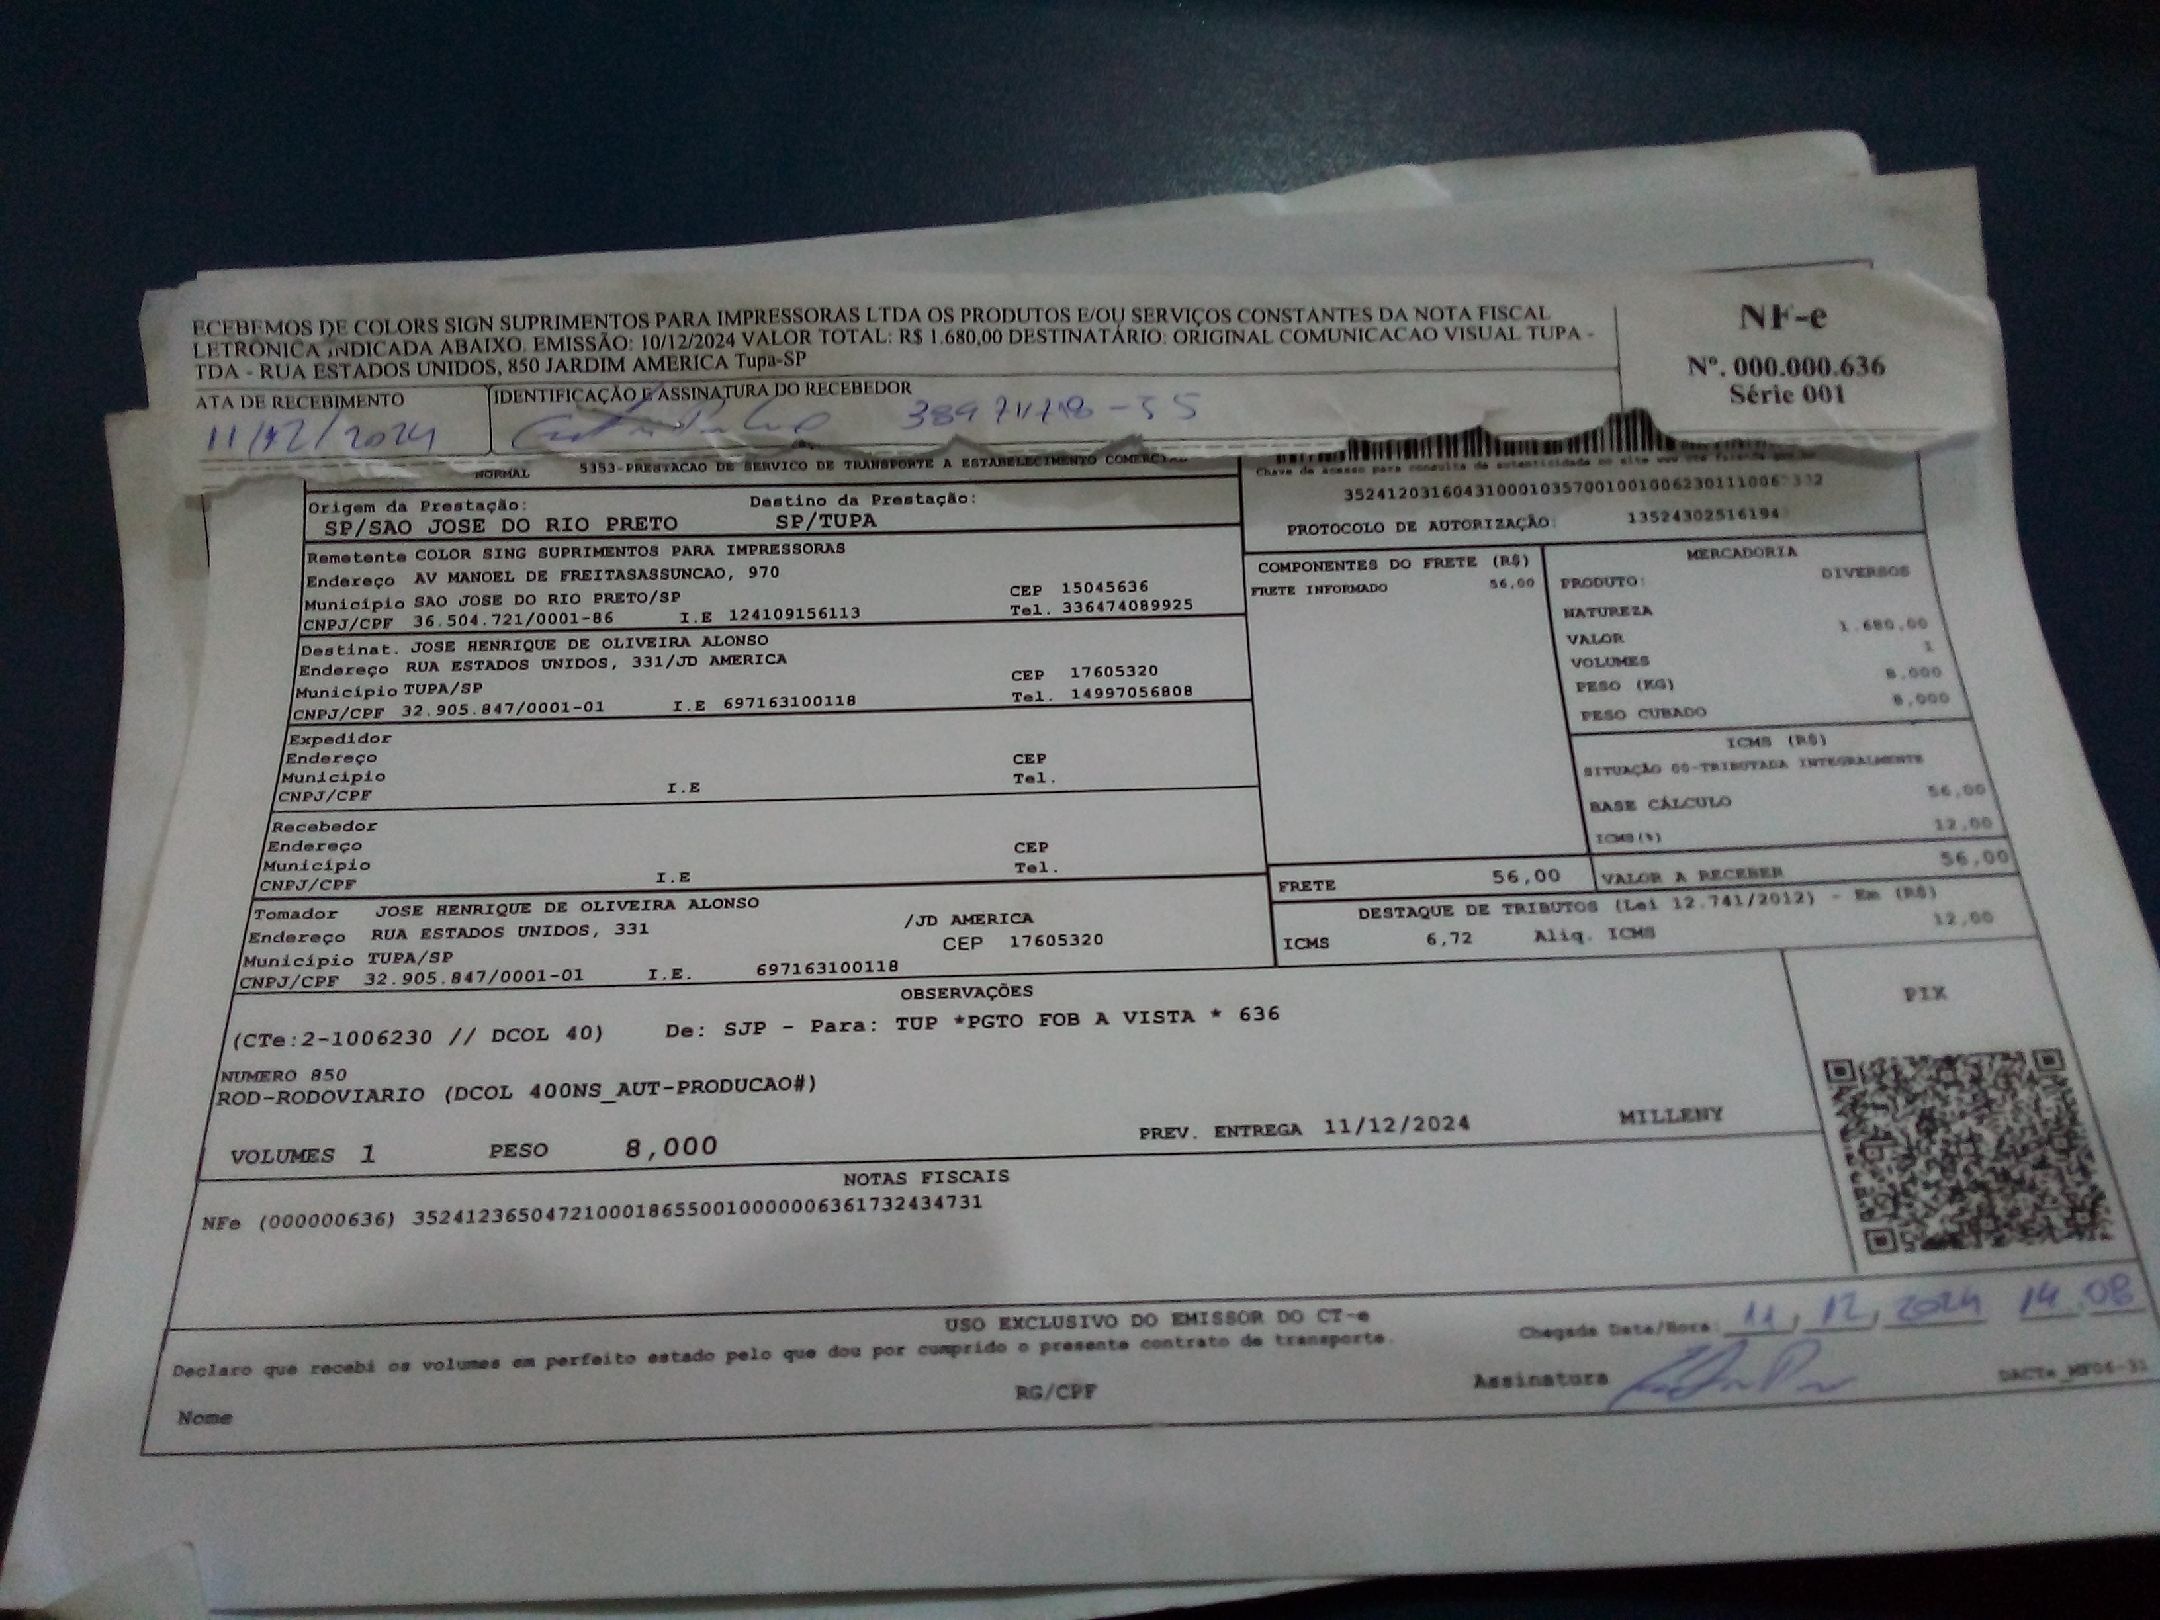 ECEBEMOS DE COLORS SIGN SUPRIMENTOS PARA IMPRESSORAS LTDA OS PRODUTOS E/OU SERVIÇOS CONSTANTES DA NOTA FISCAL
LETRÔNICA INDICADA ABAIXO. EMISSÃO: 10/12/2024 VALOR TOTAL: R$ 1.680,00 DESTINATÁRIO: ORIGINAL COMUNICACAO VISUAL TUPA -
TDA - RUA ESTADOS UNIDOS, 850 JARDIM AMERICA Tupa-SP
NF-e
Nº. 000.000.636
Série 001
ATA DE RECEBIMENTO
IDENTIFICAÇÃO E ASSINATURA DO RECEBEDOR
11/12/2024
NORMAL 5353-PRESTACAO DE SERVICO DE TRANSPORTE A ESTABELECIMENTO
Chave de acesso para consulta de autenticidade no site
PROTOCOLO DE AUTORIZAÇÃO: 13524302516194
Origem da Prestação: Destino da Prestação:
SP/SAO JOSE DO RIO PRETO SP/TUPA
Remetente COLOR SING SUPRIMENTOS PARA IMPRESSORAS
Endereço AV MANOEL DE FREITASASSUNCAO, 970 CEP 15045636
Município SAO JOSE DO RIO PRETO/SP Tel. 336474089925
CNPJ/CPF 36.504.721/0001-86 I.E 124109156113
Destinat. JOSE HENRIQUE DE OLIVEIRA ALONSO
Endereço RUA ESTADOS UNIDOS, 331/JD AMERICA CEP 17605320
Município TUPA/SP Tel. 14997056808
CNPJ/CPF 32.905.847/0001-01 I.E 697163100118
Expedidor
Endereço CEP
Município Tel.
CNPJ/CPF I.E
Recebedor
Endereço CEP
Município Tel.
CNPJ/CPF I.E
Tomador JOSE HENRIQUE DE OLIVEIRA ALONSO
Endereço RUA ESTADOS UNIDOS, 331 /JD AMERICA
Município TUPA/SP CEP 17605320
CNPJ/CPF 32.905.847/0001-01 I.E. 697163100118
COMPONENTES DO FRETE (R$)
FRETE INFORMADO 56,00
MERCADORIA
PRODUTO: DIVERSOS
NATUREZA
VALOR 1.680,00
VOLUMES 1
PESO (KG) 8,000
PESO CUBADO 8,000
ICMS (R$)
SITUAÇÃO 00-TRIBUTADA INTEGRALMENTE
BASE CÁLCULO 56,00
ICMS(%) 12,00
FRETE 56,00 VALOR A RECEBER 56,00
DESTAQUE DE TRIBUTOS (Lei 12.741/2012) - Em (R$)
ICMS 6,72 Aliq. ICMS 12,00
OBSERVAÇÕES
(CTe:2-1006230 // DCOL 40) De: SJP - Para: TUP *PGTO FOB A VISTA * 636
NUMERO 850
ROD-RODOVIARIO (DCOL 400NS_AUT-PRODUCAO#)
VOLUMES 1 PESO 8,000 PREV. ENTREGA 11/12/2024 MILLENY
PIX
NOTAS FISCAIS
NFe (000000636) 35241236504721000186550010000006361732434731
USO EXCLUSIVO DO EMISSOR DO CT-e
Declaro que recebi os volumes em perfeito estado pelo que dou por cumprido o presente contrato de transporte.
Chegada Data/Hora: 11, 12, 2024 14:08
Nome RG/CPF Assinatura